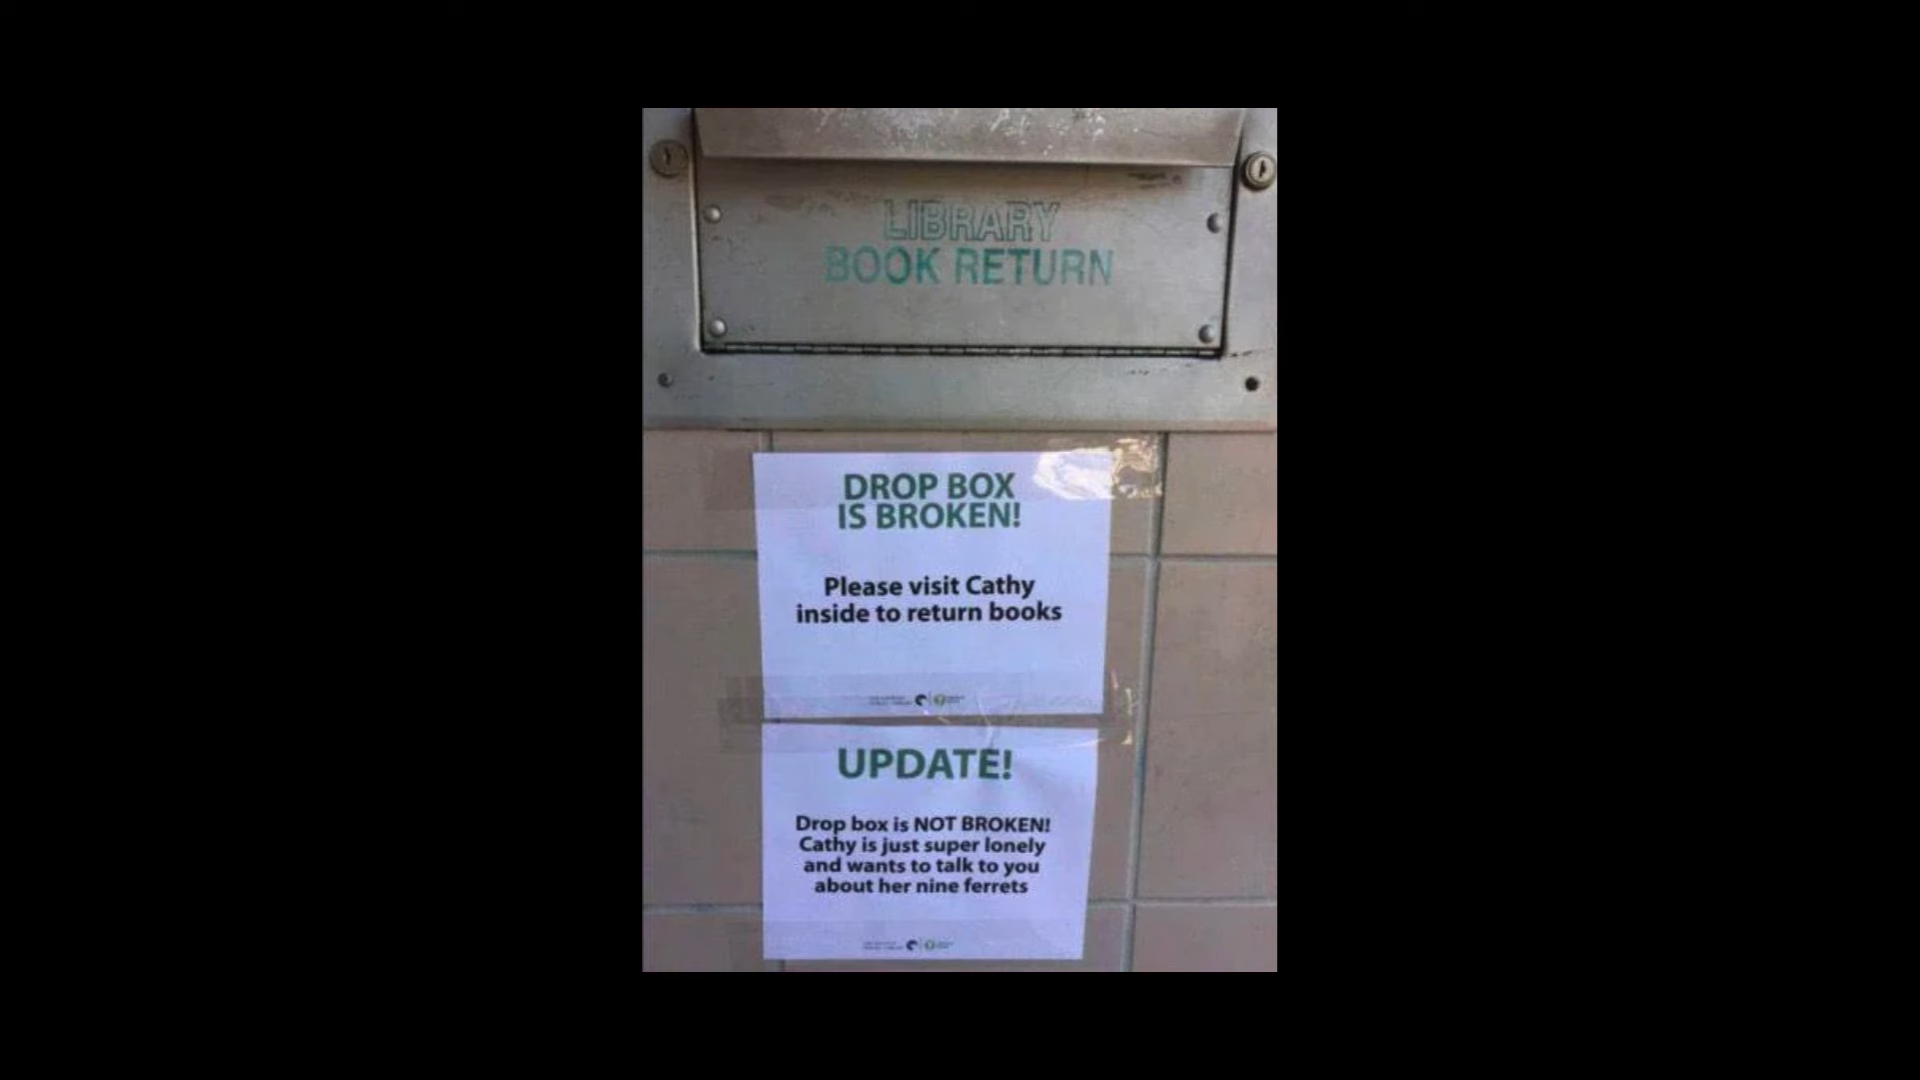 LIBRARY
BOOK RETURN
DROP BOX
IS BROKEN!
Please visit Cathy
inside to return books
UPDATE!
Drop box is NOT BROKEN!
Cathy is just super lonely
and wants to talk to you
about her nine ferrets